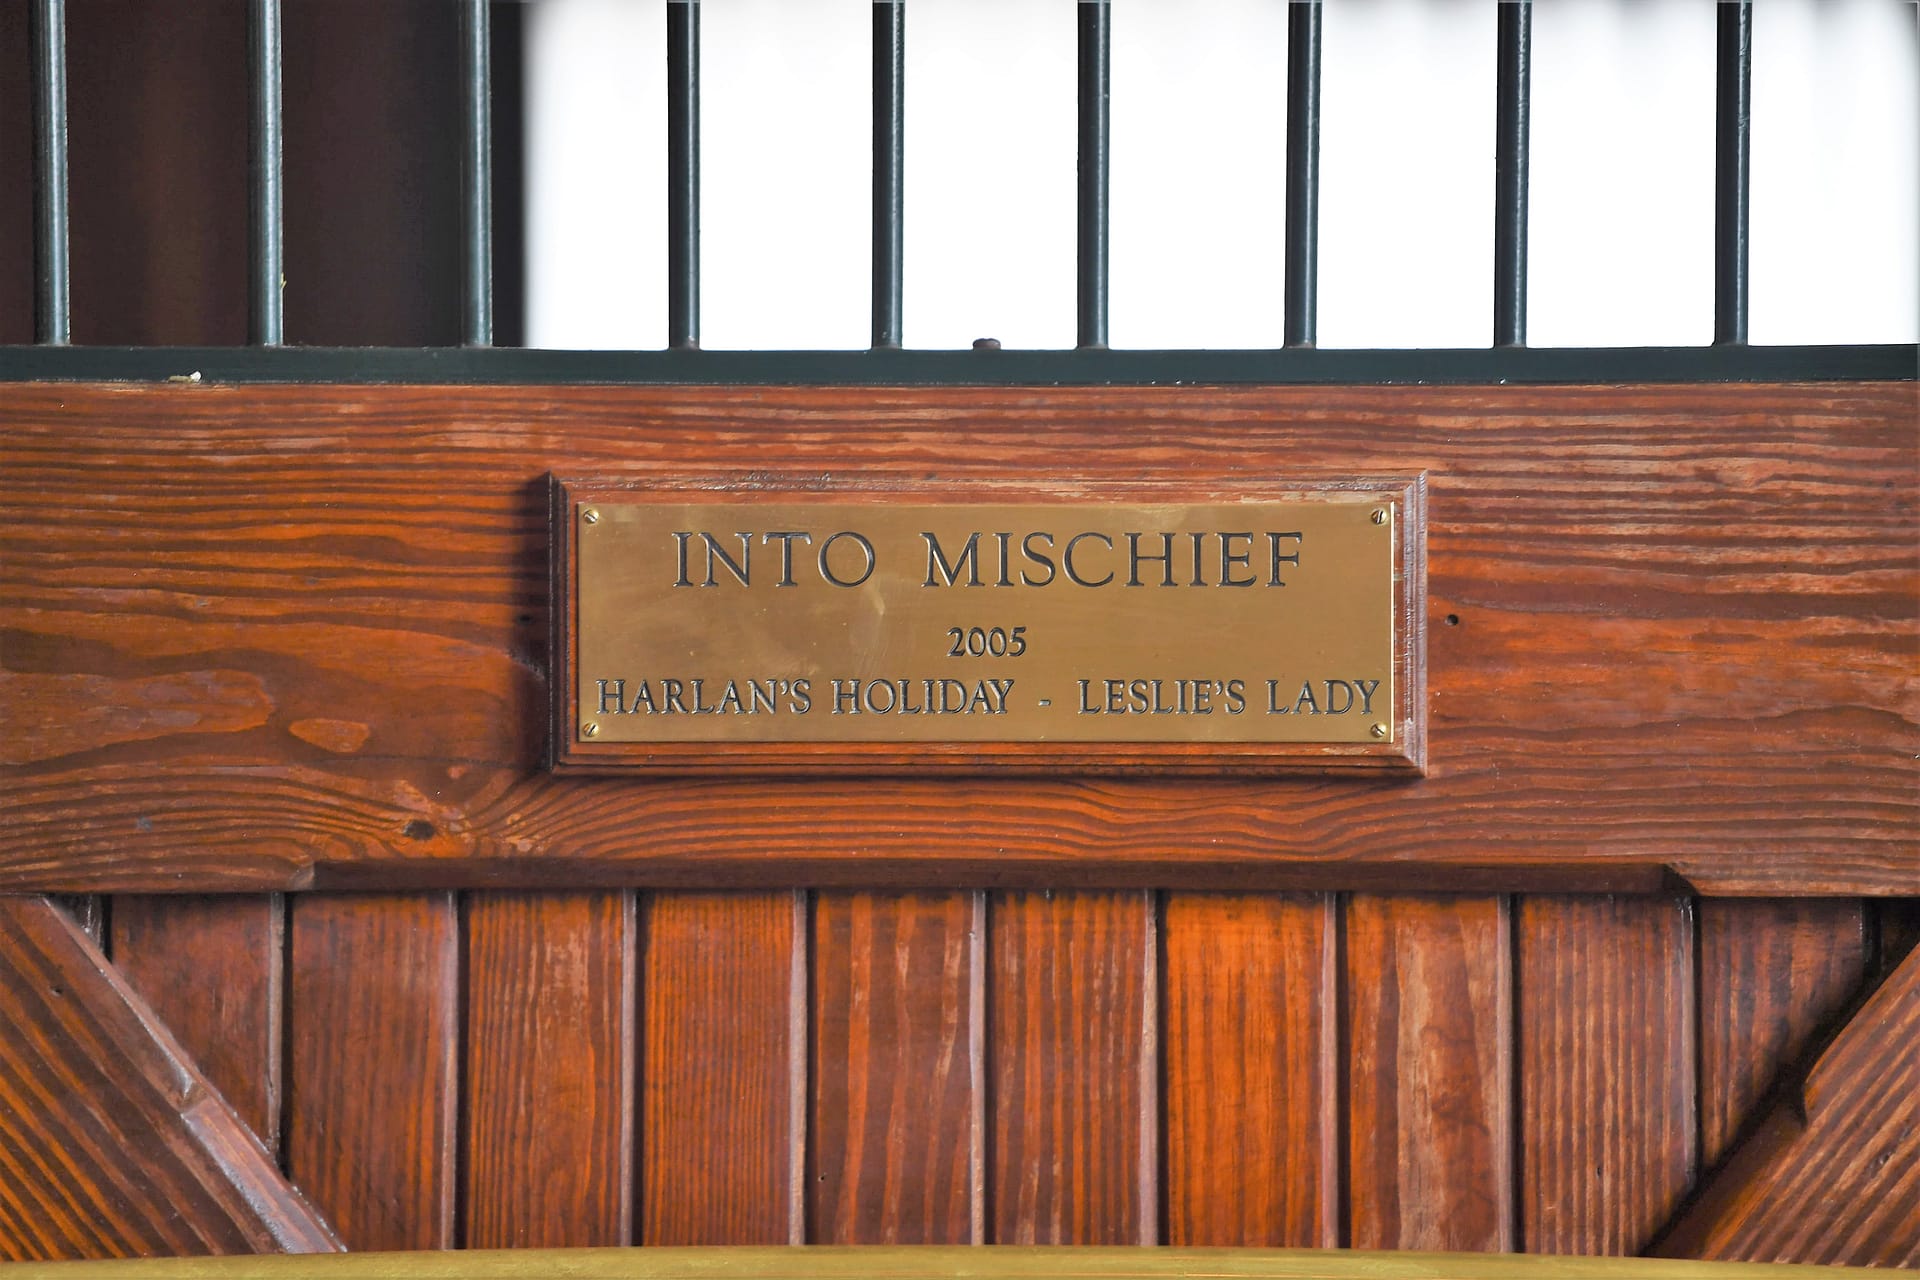 INTO MISCHIEF
2005
HARLAN'S HOLIDAY - LESLIE'S LADY